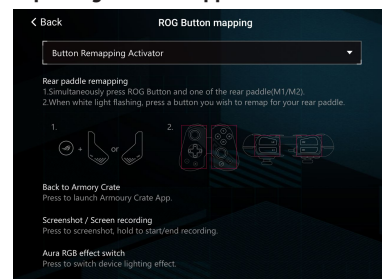 Back
ROG Button mapping
Button Remapping Activator
Rear paddle remapping
1.Simultaneously press ROG Button and one of the rear paddle(M1/M2).
2.When white light flashing, press a button you wish to remap for your rear paddle.
1.
2.
+
or
Back to Armory Crate
Press to launch Armoury Crate App.
Screenshot / Screen recording
Press to screenshot, hold to start/end recording.
Aura RGB effect switch
Press to switch device lighting effect.